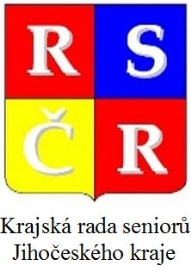 R S
Č R
Krajská rada seniorů
Jihočeského kraje